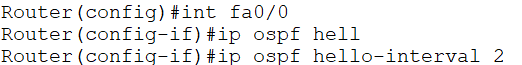 Router(config)#int fa0/0
Router(config-if)#ip ospf hell
Router(config-if)#ip ospf hello-interval 2